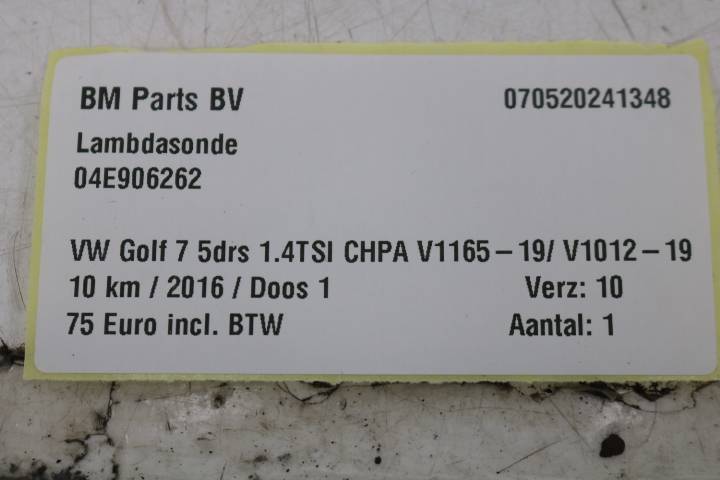 BM Parts BV 070520241348
Lambdasonde
04E906262
VW Golf 7 5drs 1.4TSI CHPA V1165-19/ V1012-19
10 km / 2016 / Doos 1 Verz: 10
75 Euro incl. BTW Aantal: 1